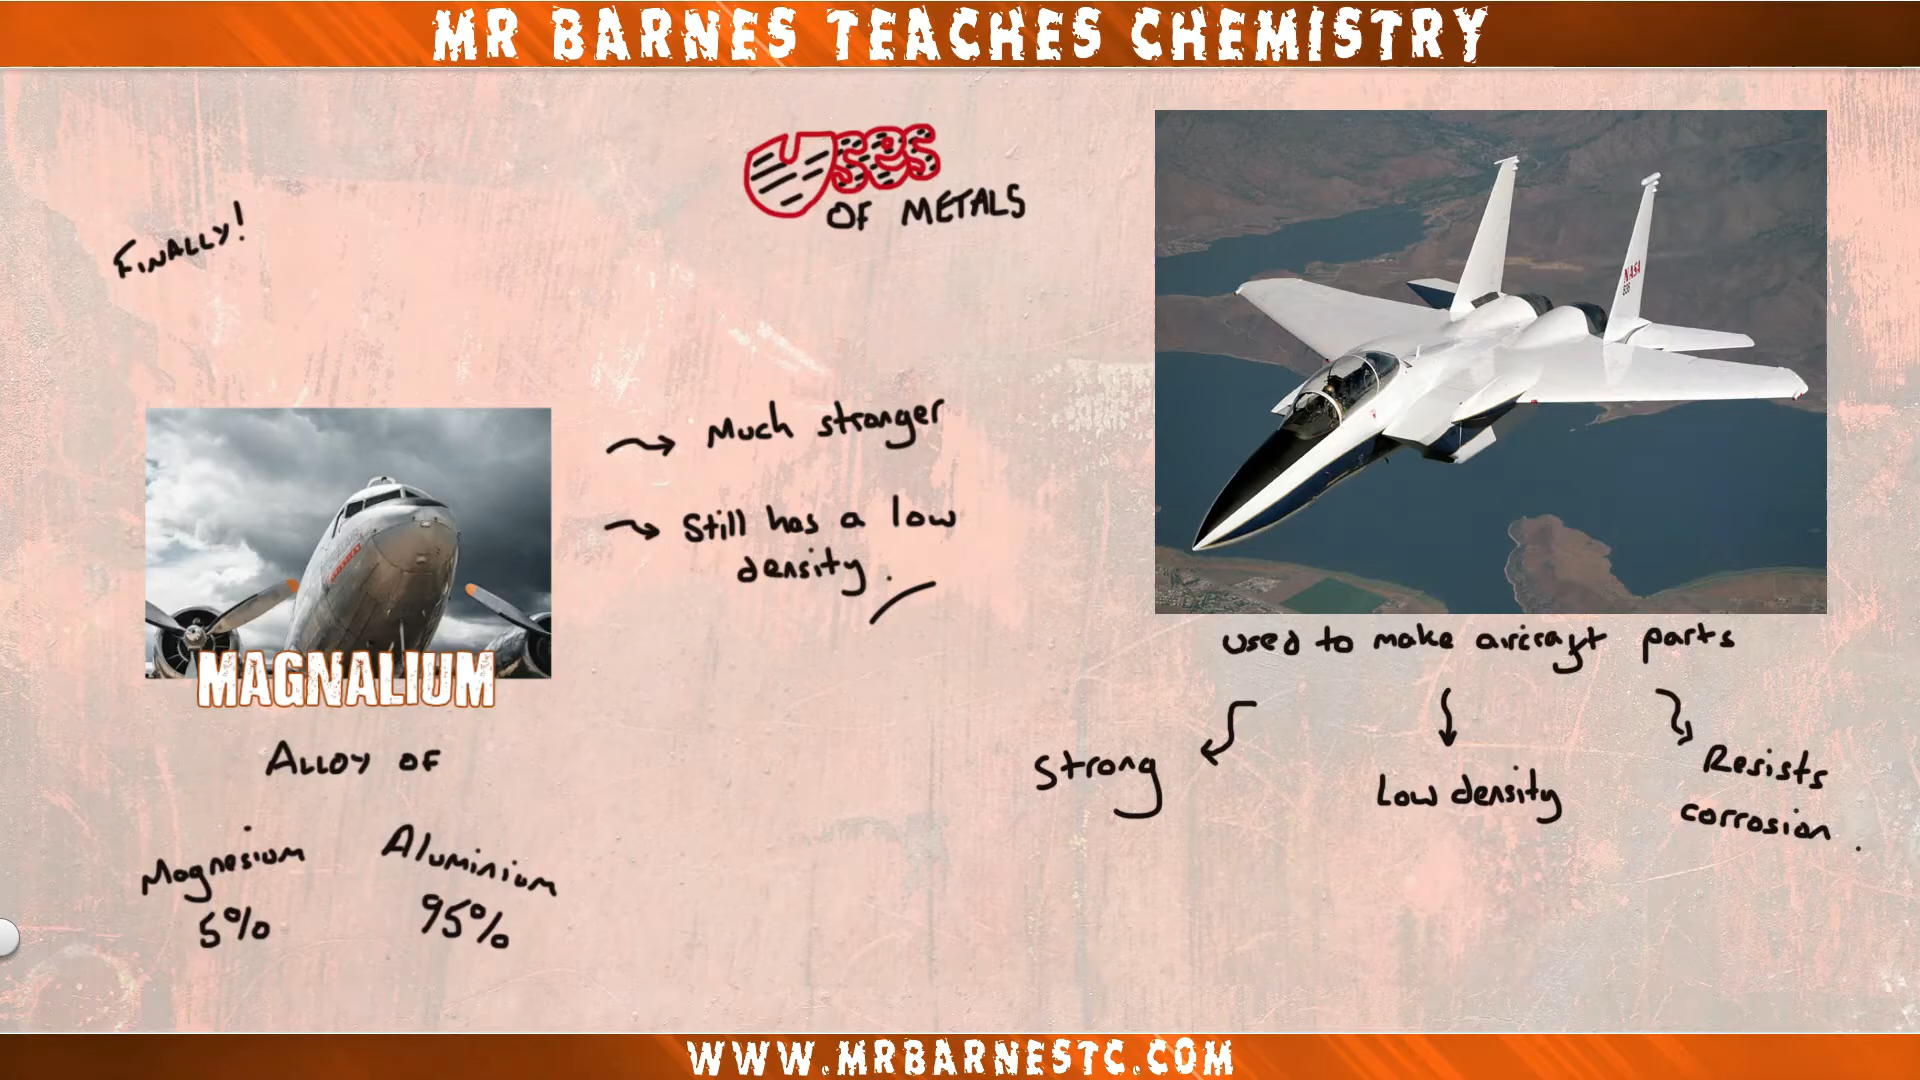 MR BARNES TEACHES CHEMISTRY
Uses
OF METALS
FINALLY!
MAGNALIUM
ALLOY OF
Magnesium
5%
Aluminium
95%
Much stronger
Still has a low
density.
NASA
836
used to make aircraft parts
Strong
Low density
Resists
corrosion.
WWW.MRBARNESTC.COM